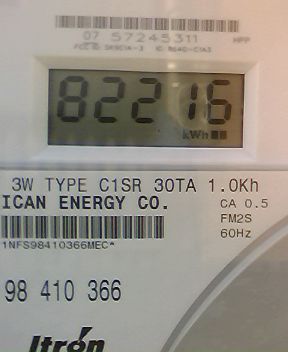 07 57245311 HPP
82216
kWh
3W TYPE C1SR 30TA 1.0Kh
ICAN ENERGY CO. CA 0.5
FM2S
60Hz
1NFS98410366MEC*
98 410 366
Itron